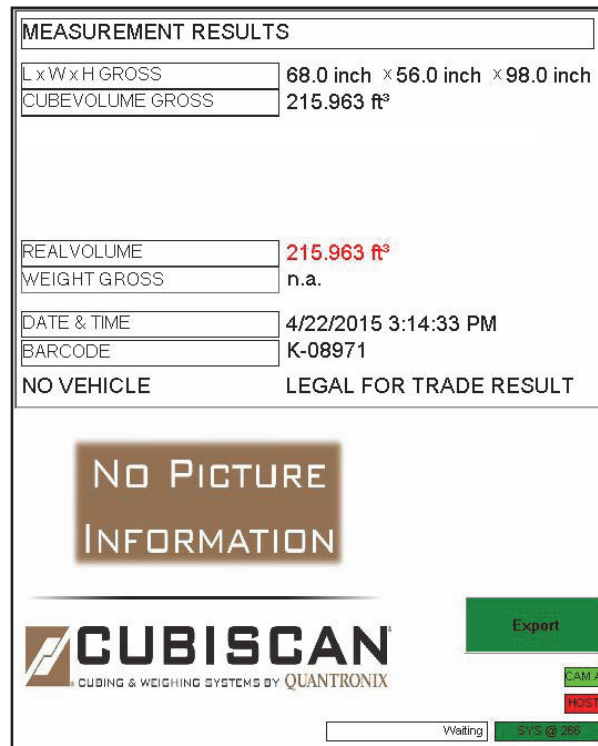 MEASUREMENT RESULTS
L x W x H GROSS 68.0 inch x 56.0 inch x 98.0 inch
CUBEVOLUME GROSS 215.963 ft³
REALVOLUME 215.963 ft³
WEIGHT GROSS n.a.
DATE & TIME 4/22/2015 3:14:33 PM
BARCODE K-08971
NO VEHICLE LEGAL FOR TRADE RESULT
NO PICTURE
INFORMATION
CUBISCAN
CUBING & WEIGHING SYSTEMS BY QUANTRONIX
Export
CAM A
HOST
Waiting SYS @ 266